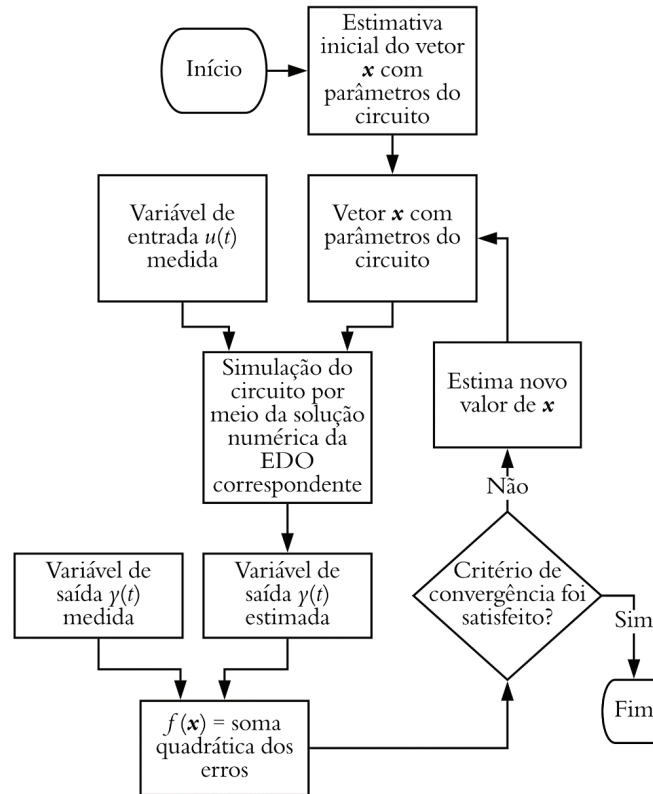 Início
Estimativa
inicial do vetor
x com
parâmetros do
circuito
Variável de
entrada u(t)
medida
Vetor x com
parâmetros do
circuito
Simulação do
circuito por
meio da solução
numérica da
EDO
correspondente
Estima novo
valor de x
Não
Variável de
saída y(t)
medida
Variável de
saída y(t)
estimada
Critério de
convergência foi
satisfeito?
Sim
Fim
f(x) = soma
quadrática dos
erros